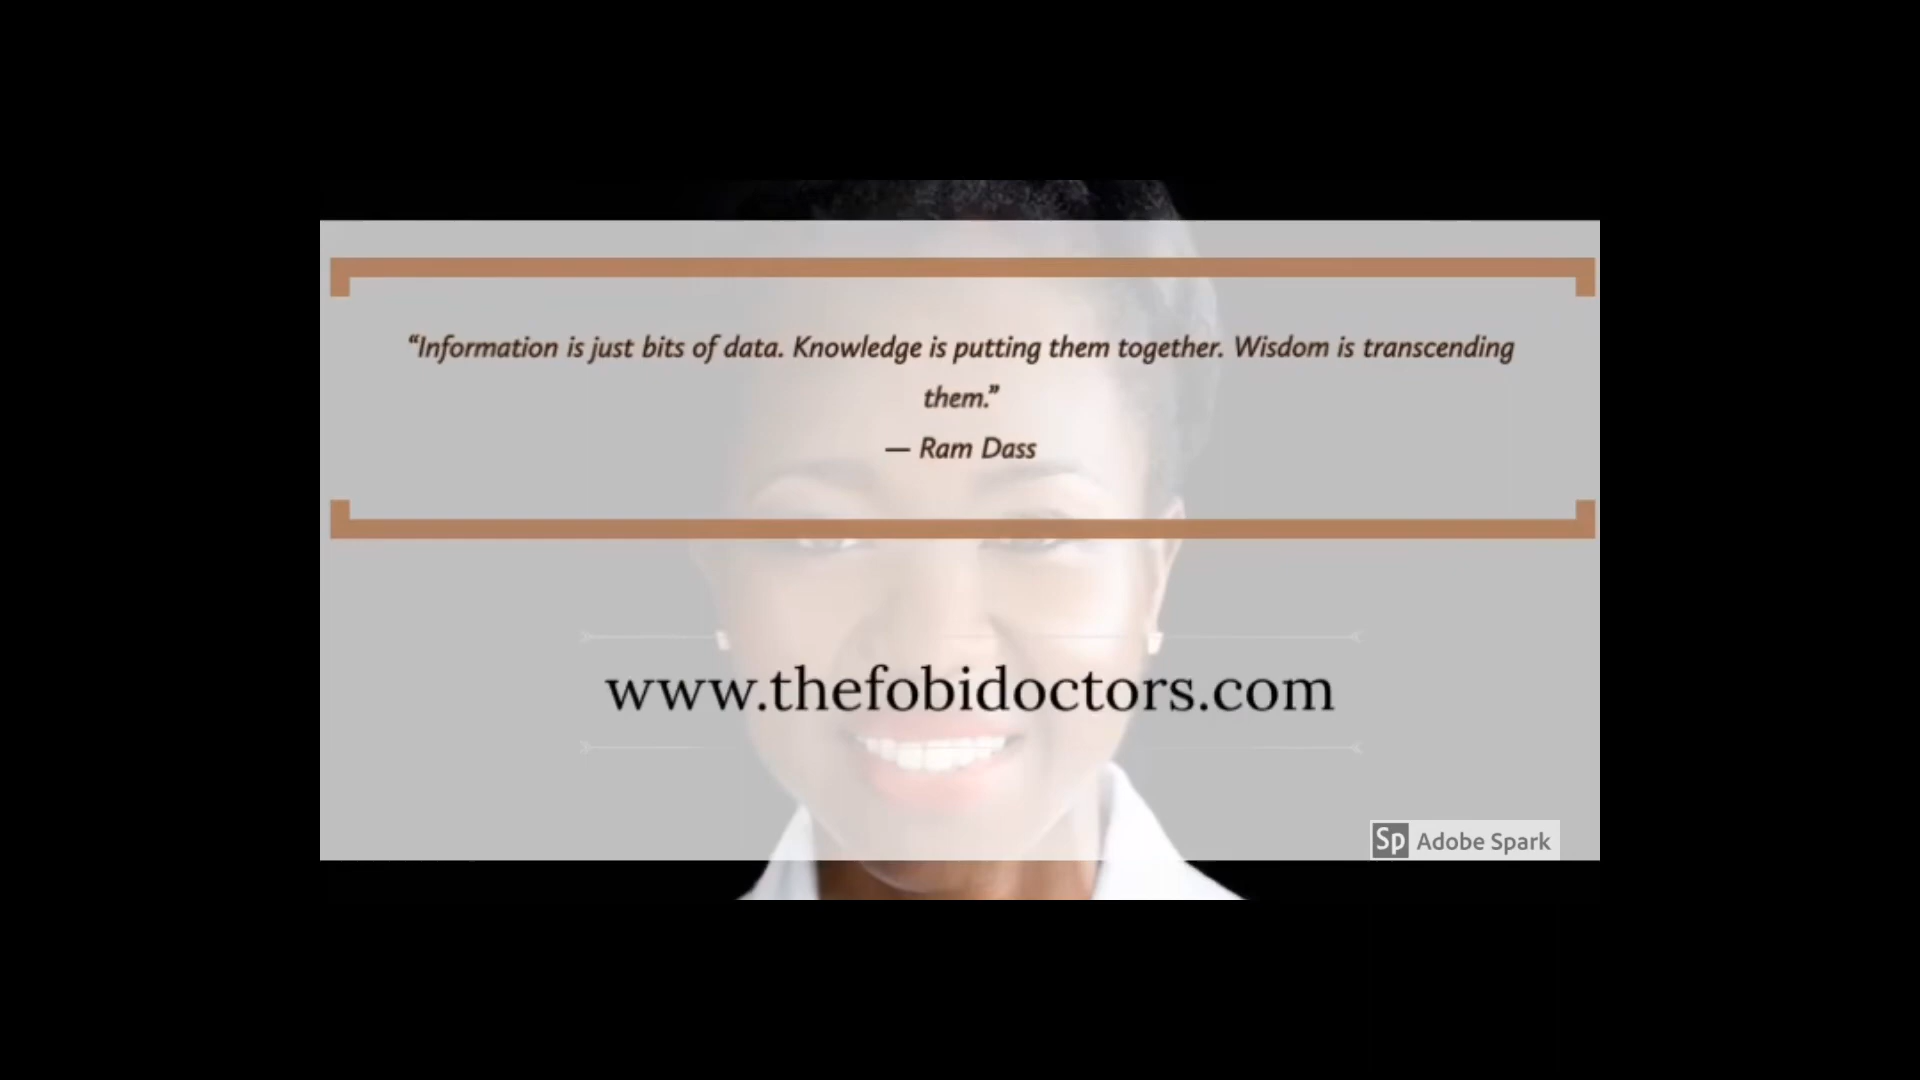 “Information is just bits of data. Knowledge is putting them together. Wisdom is transcending
them.”
— Ram Dass
www.thefobidoctors.com
Sp Adobe Spark